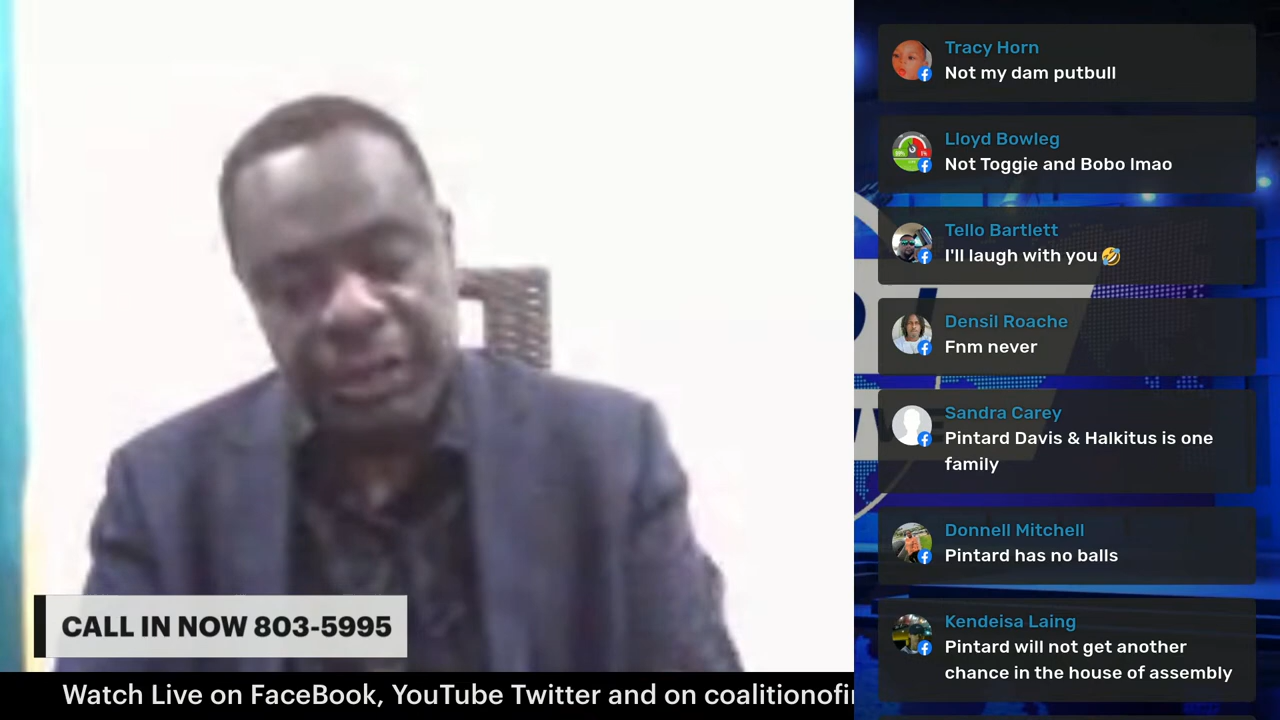 CALL IN NOW 803-5995
Watch Live on FaceBook, YouTube Twitter and on
Tracy Horn
Not my dam putbull
Lloyd Bowleg
Not Toggie and Bobo lmao
Tello Bartlett
I'll laugh with you 🤣
Densil Roache
Fnm never
Sandra Carey
Pintard Davis & Halkitus is one
family
Donnell Mitchell
Pintard has no balls
Kendeisa Laing
Pintard will not get another
chance in the house of assembly